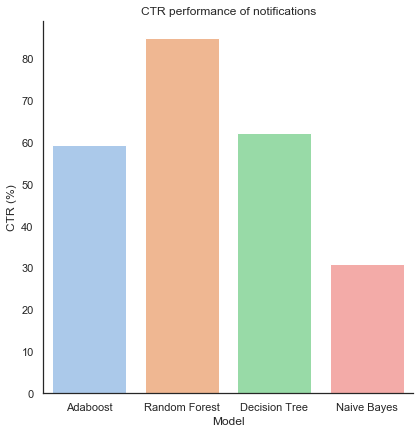 CTR performance of notifications
CTR (%)
80
70
60
50
40
30
20
10
0
Adaboost Random Forest Decision Tree Naive Bayes
Model